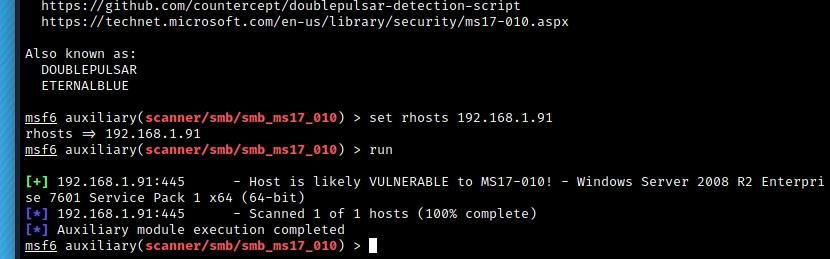 https://github.com/countercept/doublepulsar-detection-script
https://technet.microsoft.com/en-us/library/security/ms17-010.aspx
Also known as:
DOUBLEPULSAR
ETERNALBLUE
msf6 auxiliary(scanner/smb/smb_ms17_010) > set rhosts 192.168.1.91
rhosts ⇒ 192.168.1.91
msf6 auxiliary(scanner/smb/smb_ms17_010) > run
[+] 192.168.1.91:445      - Host is likely VULNERABLE to MS17-010! - Windows Server 2008 R2 Enterpri
se 7601 Service Pack 1 x64 (64-bit)
[*] 192.168.1.91:445      - Scanned 1 of 1 hosts (100% complete)
[*] Auxiliary module execution completed
msf6 auxiliary(scanner/smb/smb_ms17_010) >